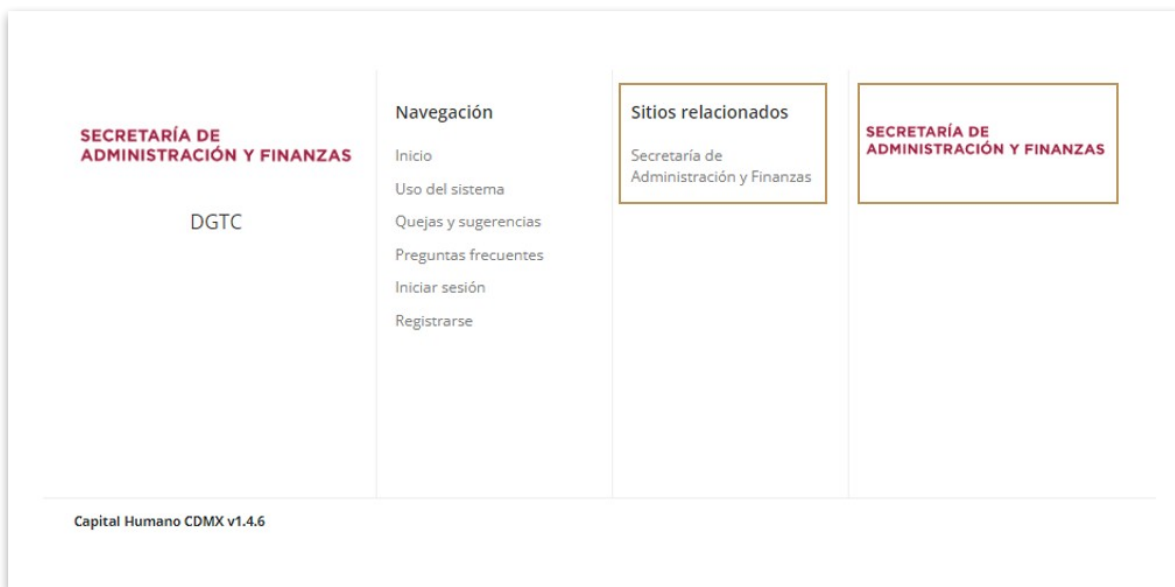 SECRETARÍA DE
ADMINISTRACIÓN Y FINANZAS
DGTC
Navegación
Inicio
Uso del sistema
Quejas y sugerencias
Preguntas frecuentes
Iniciar sesión
Registrarse
Sitios relacionados
Secretaría de
Administración y Finanzas
SECRETARÍA DE
ADMINISTRACIÓN Y FINANZAS
Capital Humano CDMX v1.4.6